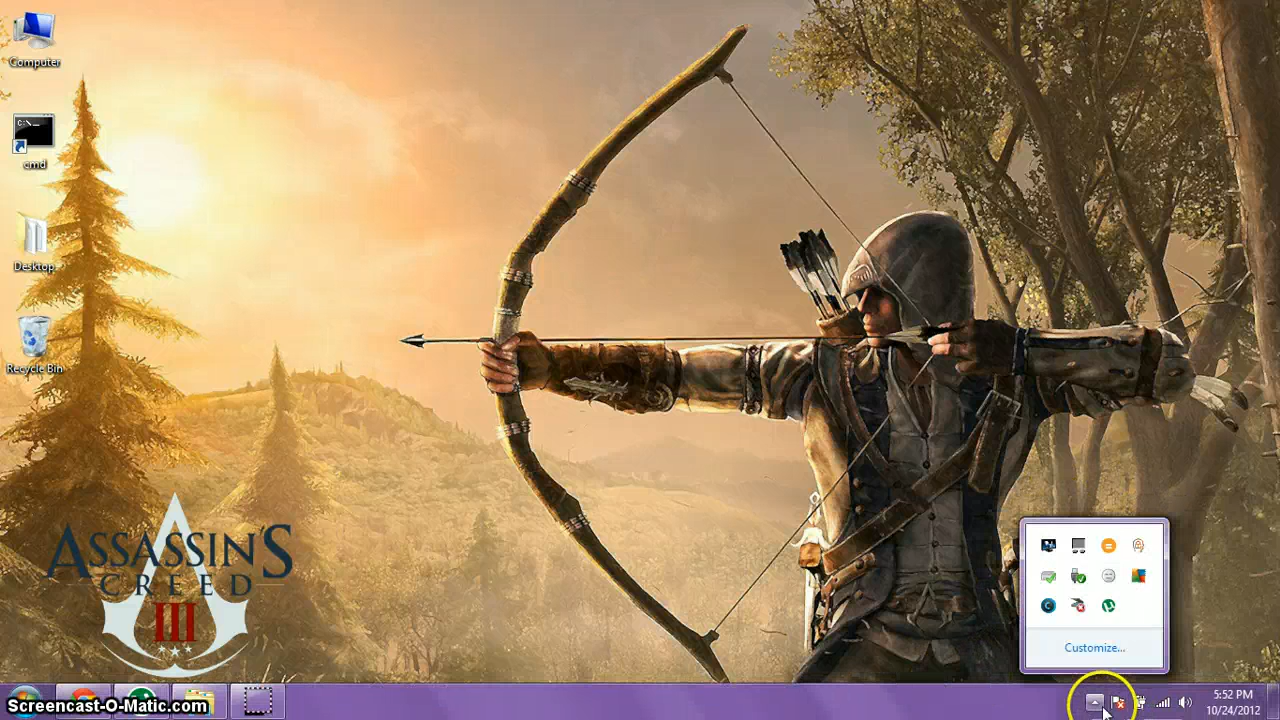 Computer
C:\_
cmd
Desktop
Recycle Bin
ASSASSIN'S
CREED
III
Customize...
Screencast-O-Matic.com
5:52 PM
10/24/2012